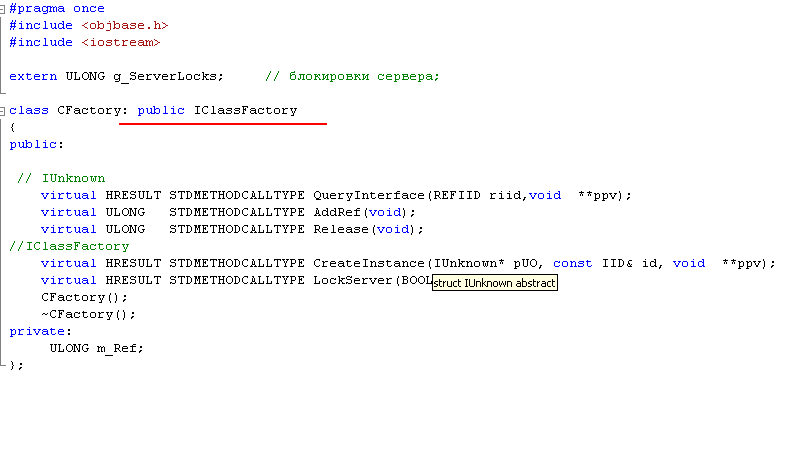 #pragma once
#include <objbase.h>
#include <iostream>
extern ULONG g_ServerLocks;     // блокировки сервера;
class CFactory: public IClassFactory
{
public:
// IUnknown
virtual HRESULT STDMETHODCALLTYPE QueryInterface(REFIID riid,void  **ppv);
virtual ULONG   STDMETHODCALLTYPE AddRef(void);
virtual ULONG   STDMETHODCALLTYPE Release(void);
//IClassFactory
virtual HRESULT STDMETHODCALLTYPE CreateInstance(IUnknown* pUO, const IID& id, void  **ppv);
virtual HRESULT STDMETHODCALLTYPE LockServer(BOOL
struct IUnknown abstract
CFactory();
~CFactory();
private:
ULONG m_Ref;
};